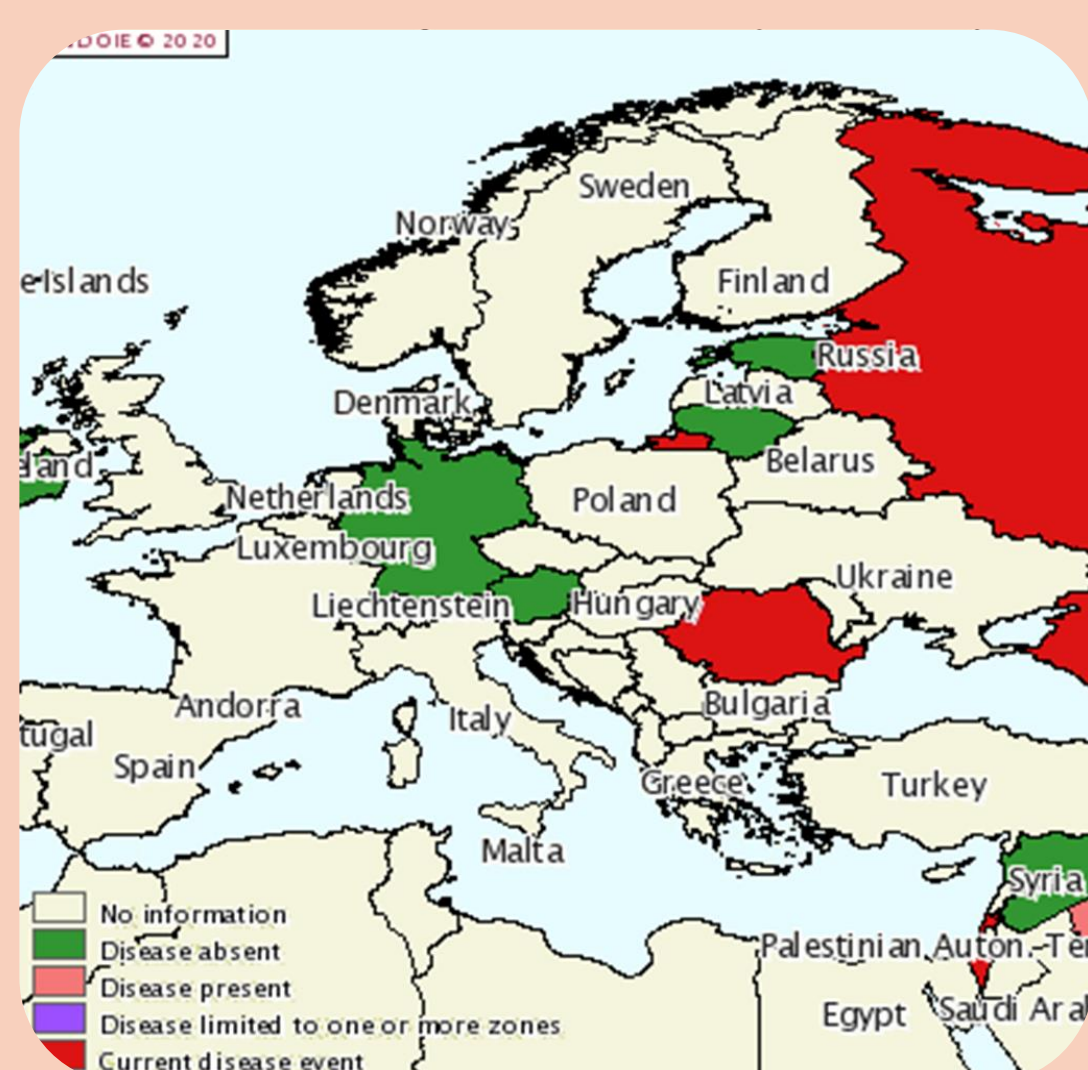 OIE © 2020
Sweden
Norway
e Islands
Finland
Russia
Denmark
Latvia
land
Belarus
Netherlands
Poland
Luxembourg
Ukraine
Liechtenstein
Hungary
Andorra
Bulgaria
Italy
tugal
Spain
Greece
Turkey
Malta
Syria
No information
Disease absent
Palestinian Auton. Te
Disease present
Saudi Ara
Egypt
Disease limited to one or more zones
Current disease event